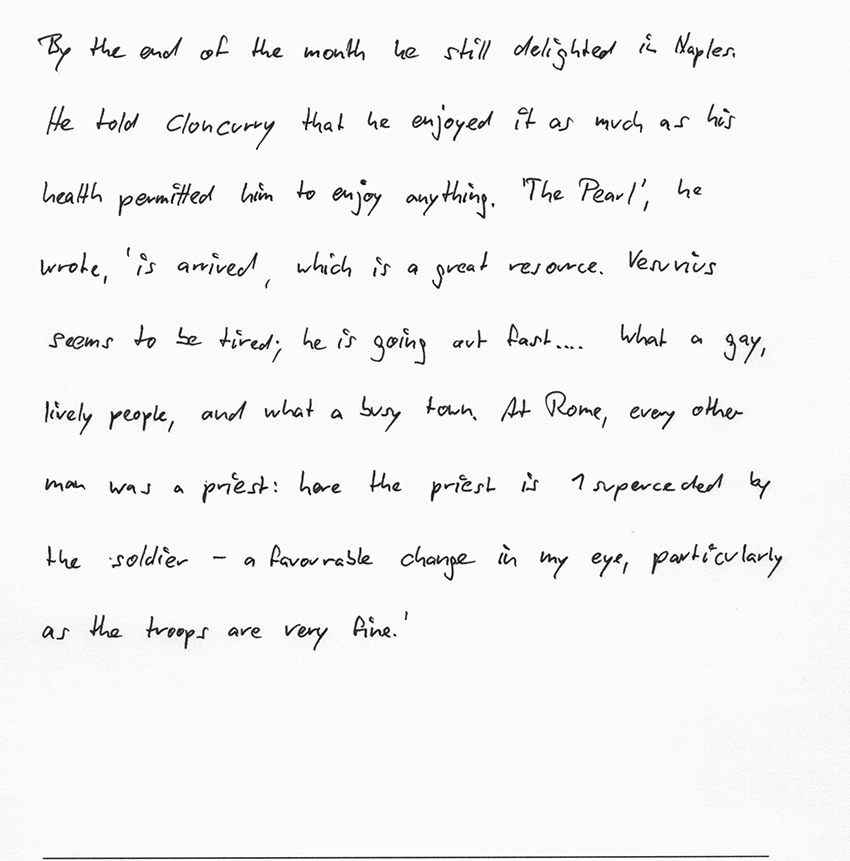 By the end of the month he still delighted in Naples.
He told Cloncurry that he enjoyed it as much as his
health permitted him to enjoy anything. 'The Pearl', he
wrote, 'is arrived, which is a great resource. Vesuvius
seems to be tired; he is going out fast.... What a gay,
lively people, and what a busy town. At Rome, every other
man was a priest: here the priest is superceded by
the soldier - a favourable change in my eye, particularly
as the troops are very fine.'